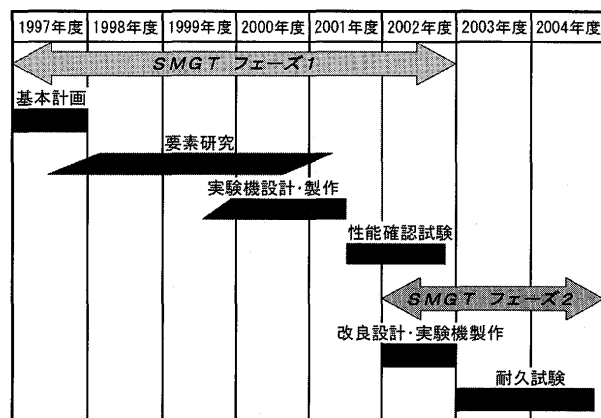 1997年度 1998年度 1999年度 2000年度 2001年度 2002年度 2003年度 2004年度
SMGT フェーズ1
基本計画
要素研究
実験機設計・製作
性能確認試験
SMGT フェーズ2
改良設計・実験機製作
耐久試験